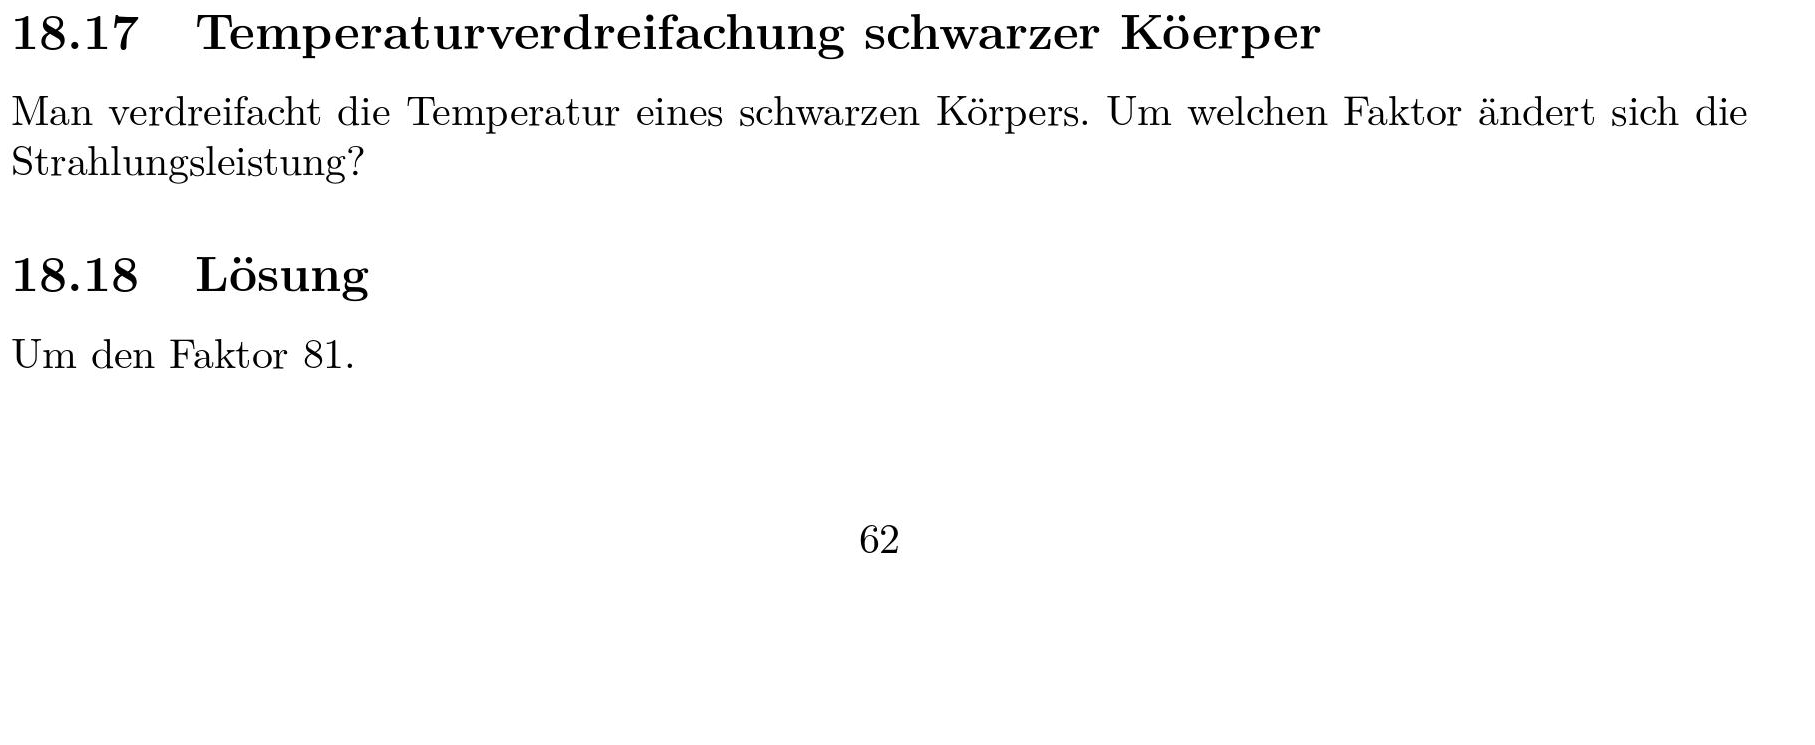 18.17 Temperaturverdreifachung schwarzer Köerper
Man verdreifacht die Temperatur eines schwarzen Körpers. Um welchen Faktor ändert sich die
Strahlungsleistung?
18.18 Lösung
Um den Faktor 81.
62